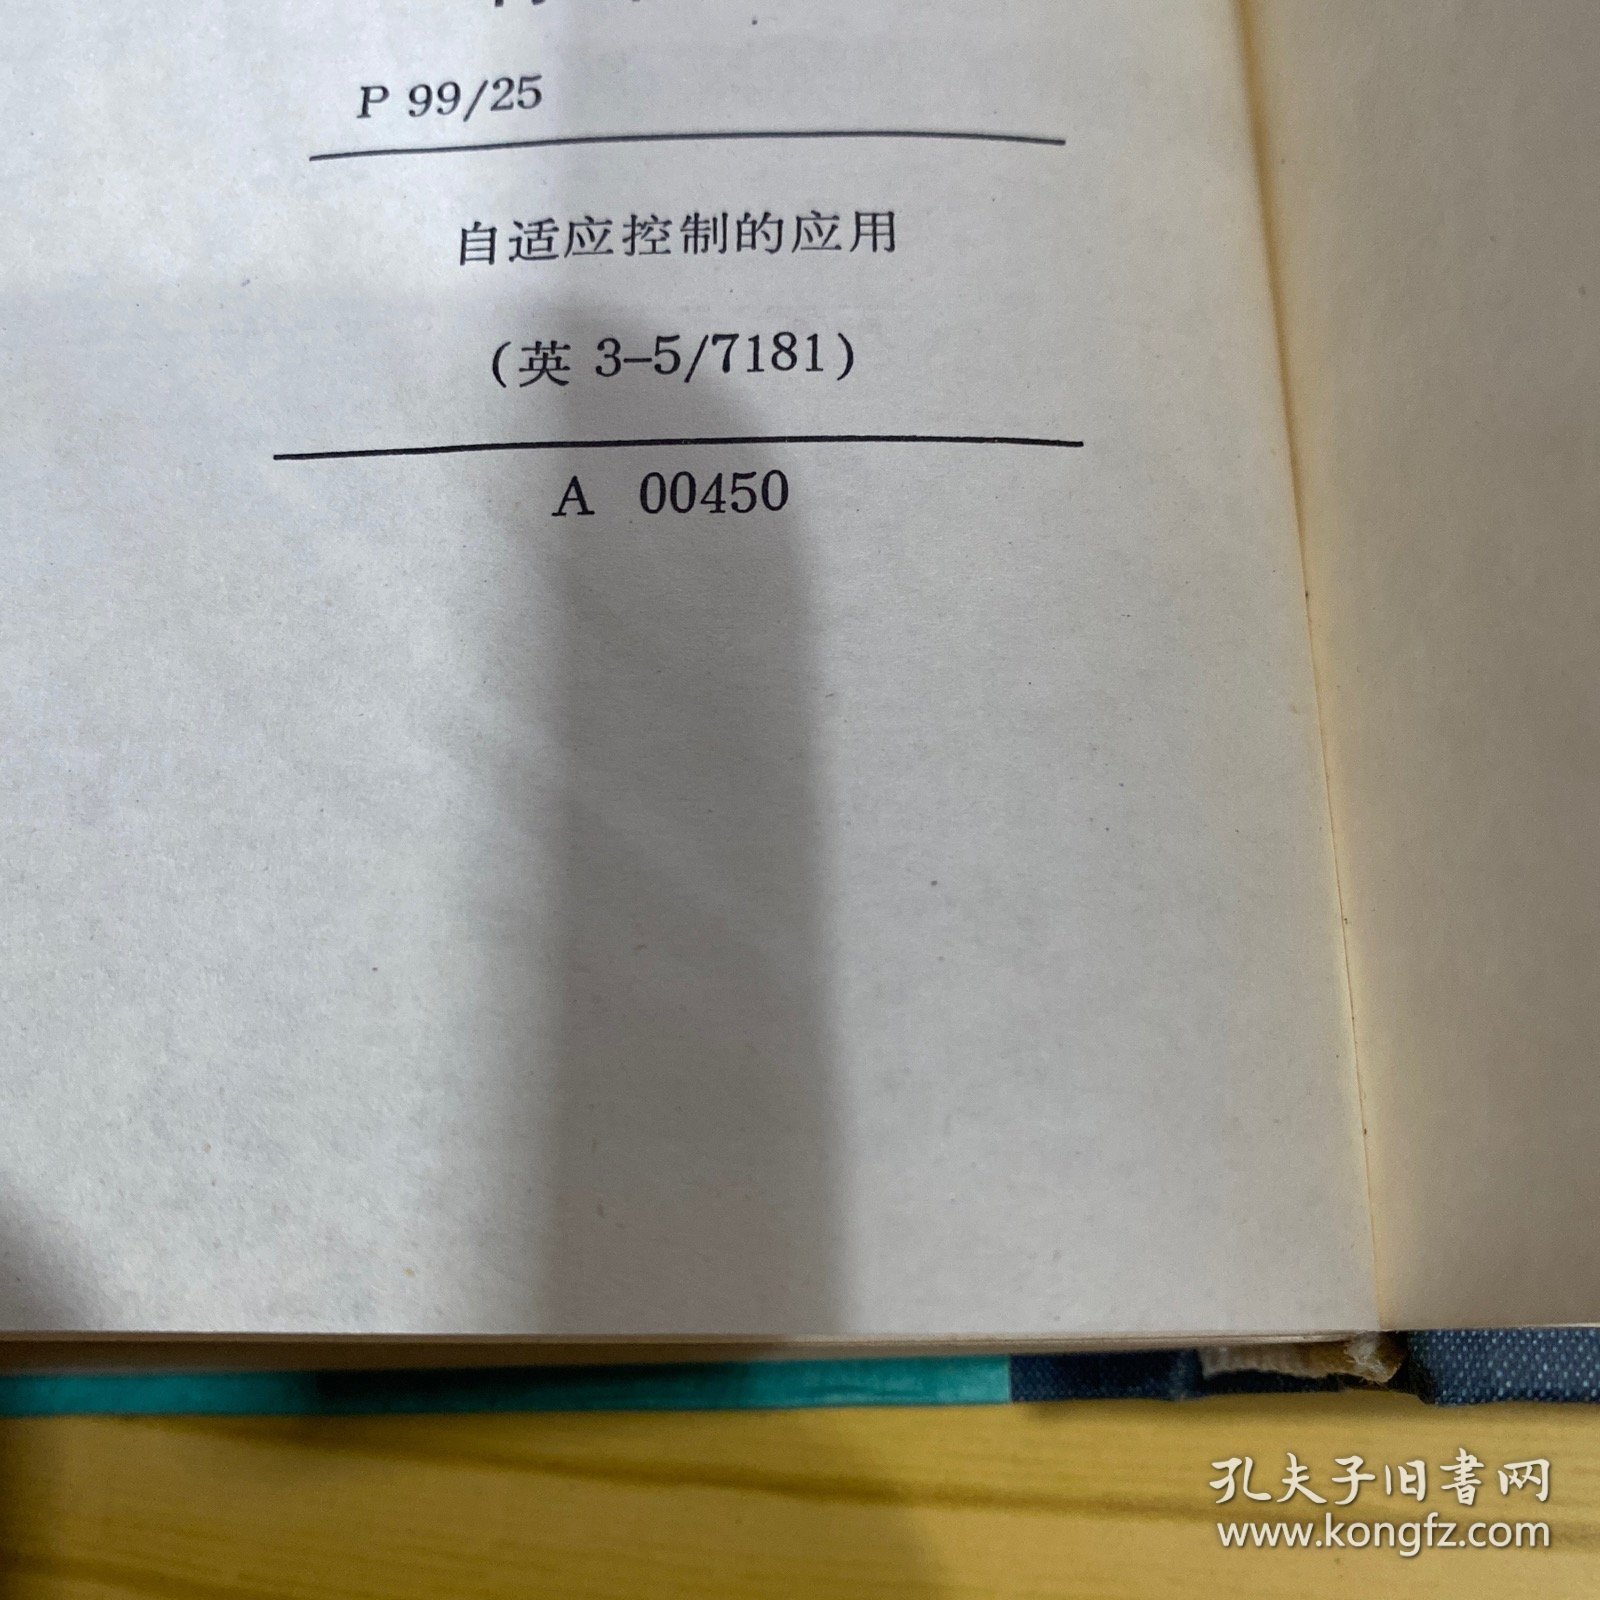 P 99/25
自适应控制的应用
(英 3–5/7181)
A 00450
孔夫子旧書网
www.kongfz.com